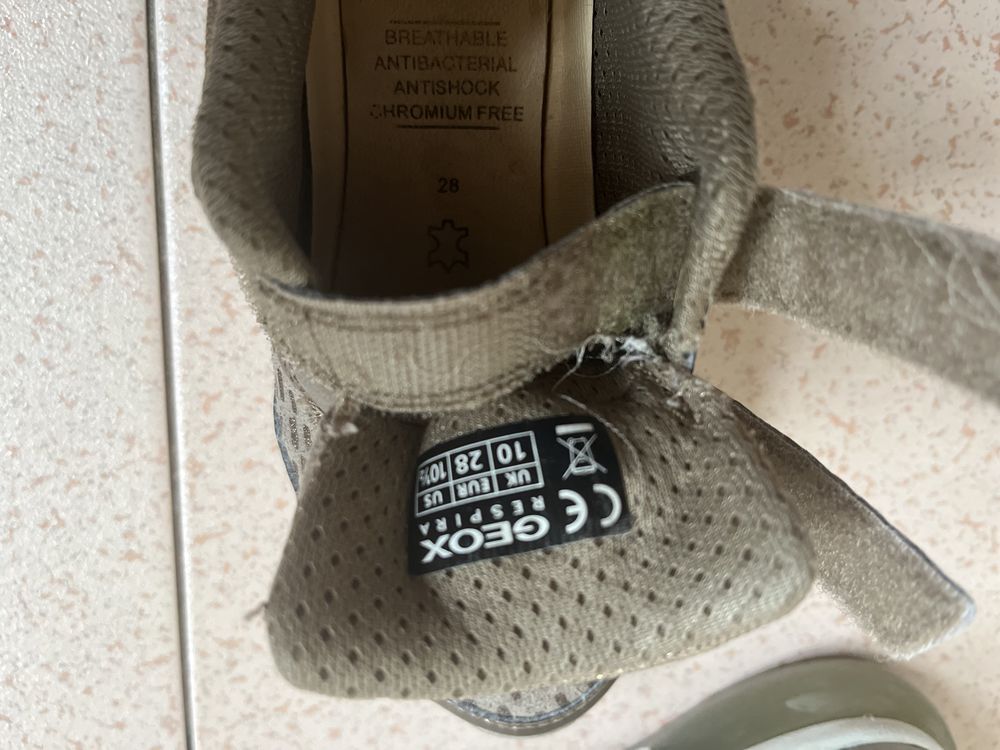 BREATHABLE
ANTIBACTERIAL
ANTISHOCK
CHROMIUM FREE
28
GEOX
RESPIRA
UK EUR US
10 28 10½
CE